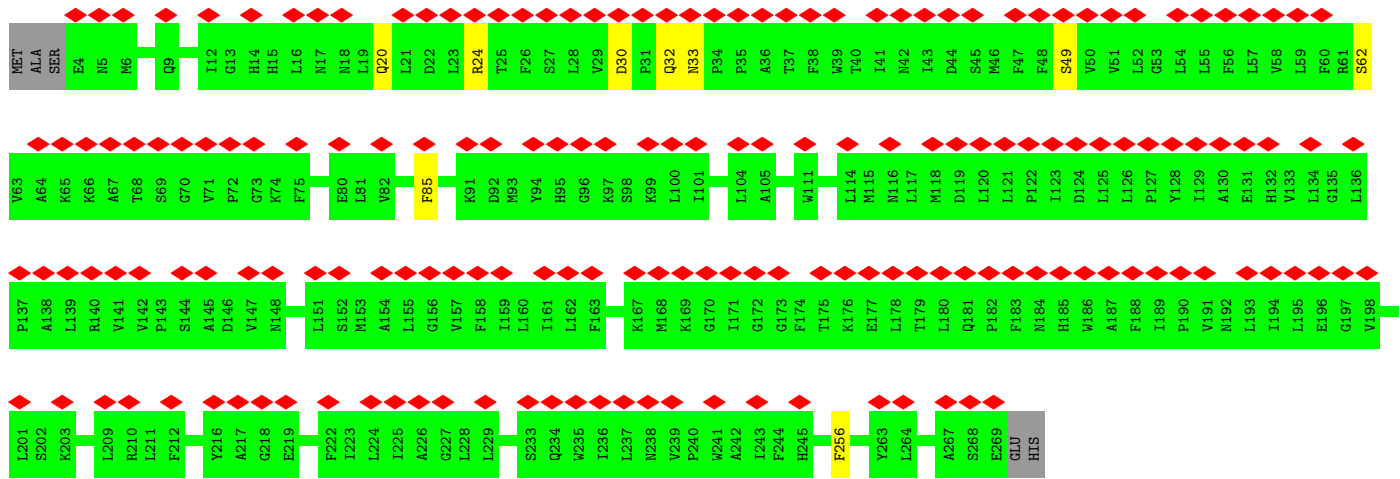 MET ALA SER E4 N5 M6 Q9 I12 G13 H14 H15 L16 N17 N18 L19 Q20 L21 D22 L23 R24 T25 F26 S27 L28 V29 D30 P31 Q32 N33 P34 P35 A36 T37 F38 W39 T40 I41 N42 I43 D44 S45 M46 F47 F48 S49 V50 V51 L52 G53 L54 L55 F56 L57 V58 L59 F60 R61 S62
V63 A64 K65 K66 A67 T68 S69 G70 V71 P72 G73 K74 F75 E80 L81 V82 F85 K91 D92 M93 Y94 H95 G96 K97 S98 K99 L100 I101 L104 A105 W111 L114 M115 N116 L117 M118 D119 L120 L121 P122 I123 D124 L125 L126 P127 Y128 I129 A130 E131 H132 V133 L134 G135 L136
P137 A138 L139 R140 V141 V142 P143 S144 A145 D146 V147 N148 L151 S152 M153 A154 L155 G156 V157 F158 I159 L160 I161 L162 F163 K167 M168 K169 G170 I171 G172 G173 F174 T175 K176 E177 L178 T179 L180 Q181 P182 F183 N184 H185 W186 A187 F188 I189 P190 V191 N192 L193 I194 L195 E196 G197 V198
L201 S202 K203 L209 R210 L211 F212 Y216 A217 G218 E219 F222 I223 L224 I225 A226 G227 L228 L229 S233 Q234 W235 I236 L237 N238 V239 P240 W241 A242 I243 F244 H245 F256 Y263 L264 A267 S268 E269 GLU HIS